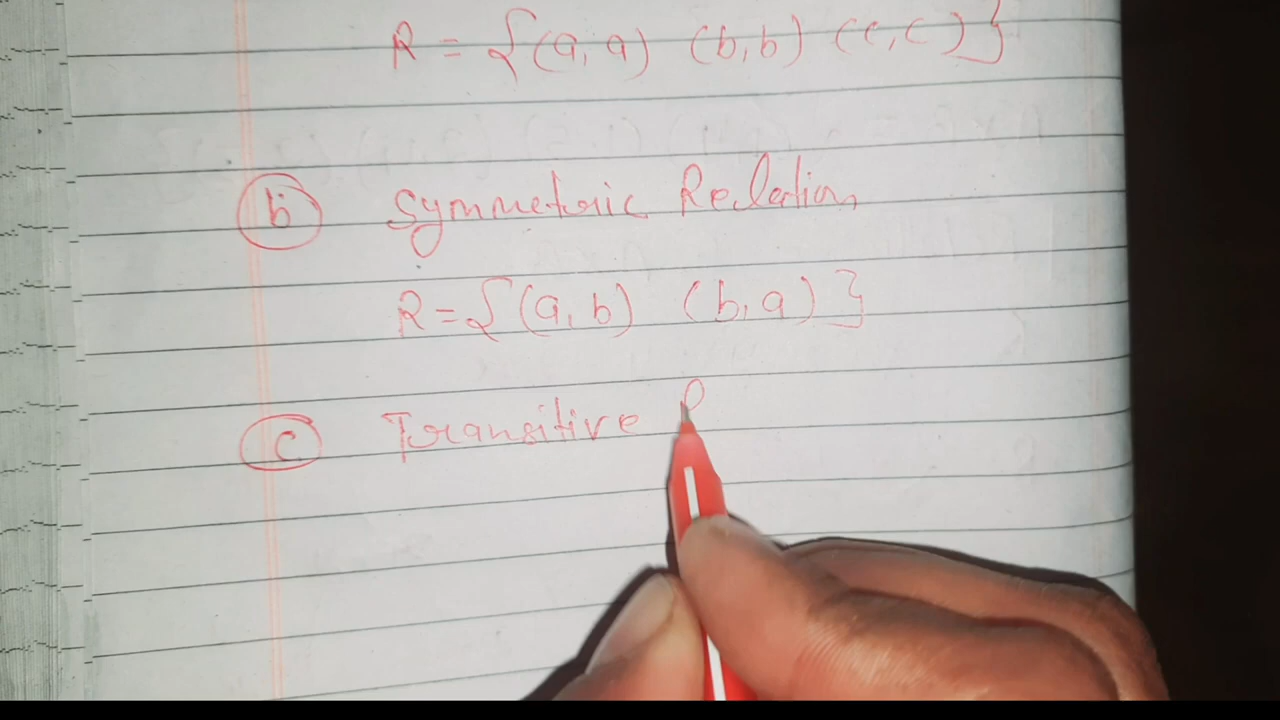 R = {(a, a) (b, b) (c, c)}
b Symmetric Relation
R = {(a, b) (b, a)}
c Transitive R